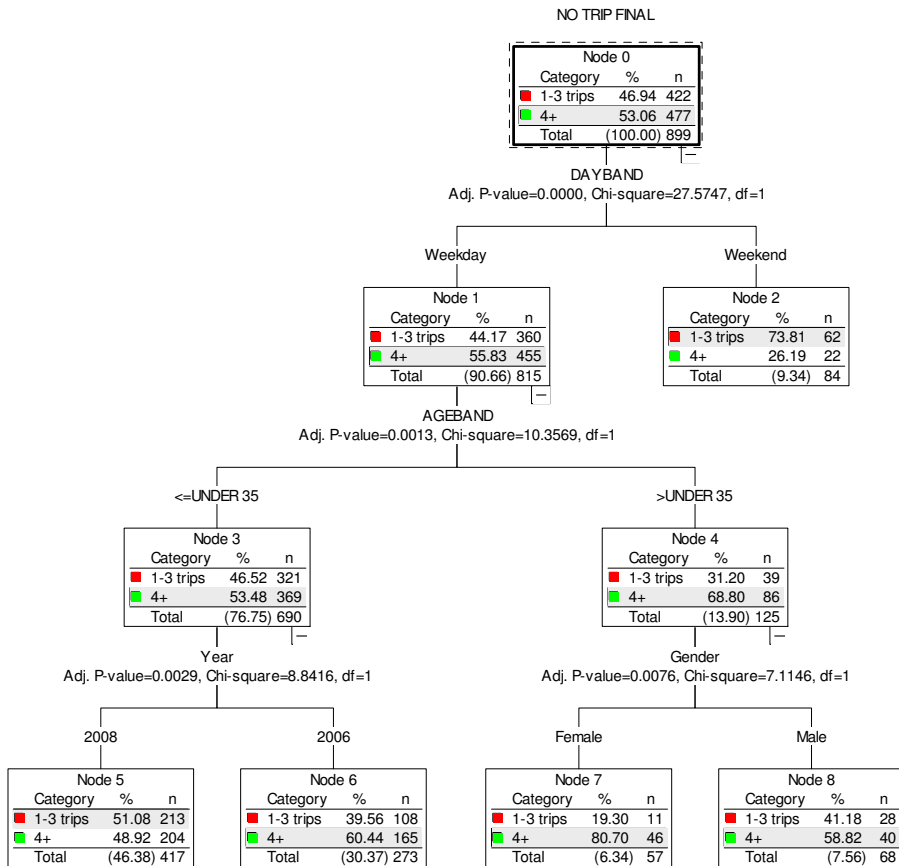 NO TRIP FINAL
Node 0
Category % n
1-3 trips 46.94 422
4+ 53.06 477
Total (100.00) 899
DAYBAND
Adj. P-value=0.0000, Chi-square=27.5747, df=1
Weekday
Weekend
Node 1
Category % n
1-3 trips 44.17 360
4+ 55.83 455
Total (90.66) 815
Node 2
Category % n
1-3 trips 73.81 62
4+ 26.19 22
Total (9.34) 84
AGEBAND
Adj. P-value=0.0013, Chi-square=10.3569, df=1
<=UNDER 35
>UNDER 35
Node 3
Category % n
1-3 trips 46.52 321
4+ 53.48 369
Total (76.75) 690
Node 4
Category % n
1-3 trips 31.20 39
4+ 68.80 86
Total (13.90) 125
Year
Adj. P-value=0.0029, Chi-square=8.8416, df=1
Gender
Adj. P-value=0.0076, Chi-square=7.1146, df=1
2008
2006
Female
Male
Node 5
Category % n
1-3 trips 51.08 213
4+ 48.92 204
Total (46.38) 417
Node 6
Category % n
1-3 trips 39.56 108
4+ 60.44 165
Total (30.37) 273
Node 7
Category % n
1-3 trips 19.30 11
4+ 80.70 46
Total (6.34) 57
Node 8
Category % n
1-3 trips 41.18 28
4+ 58.82 40
Total (7.56) 68